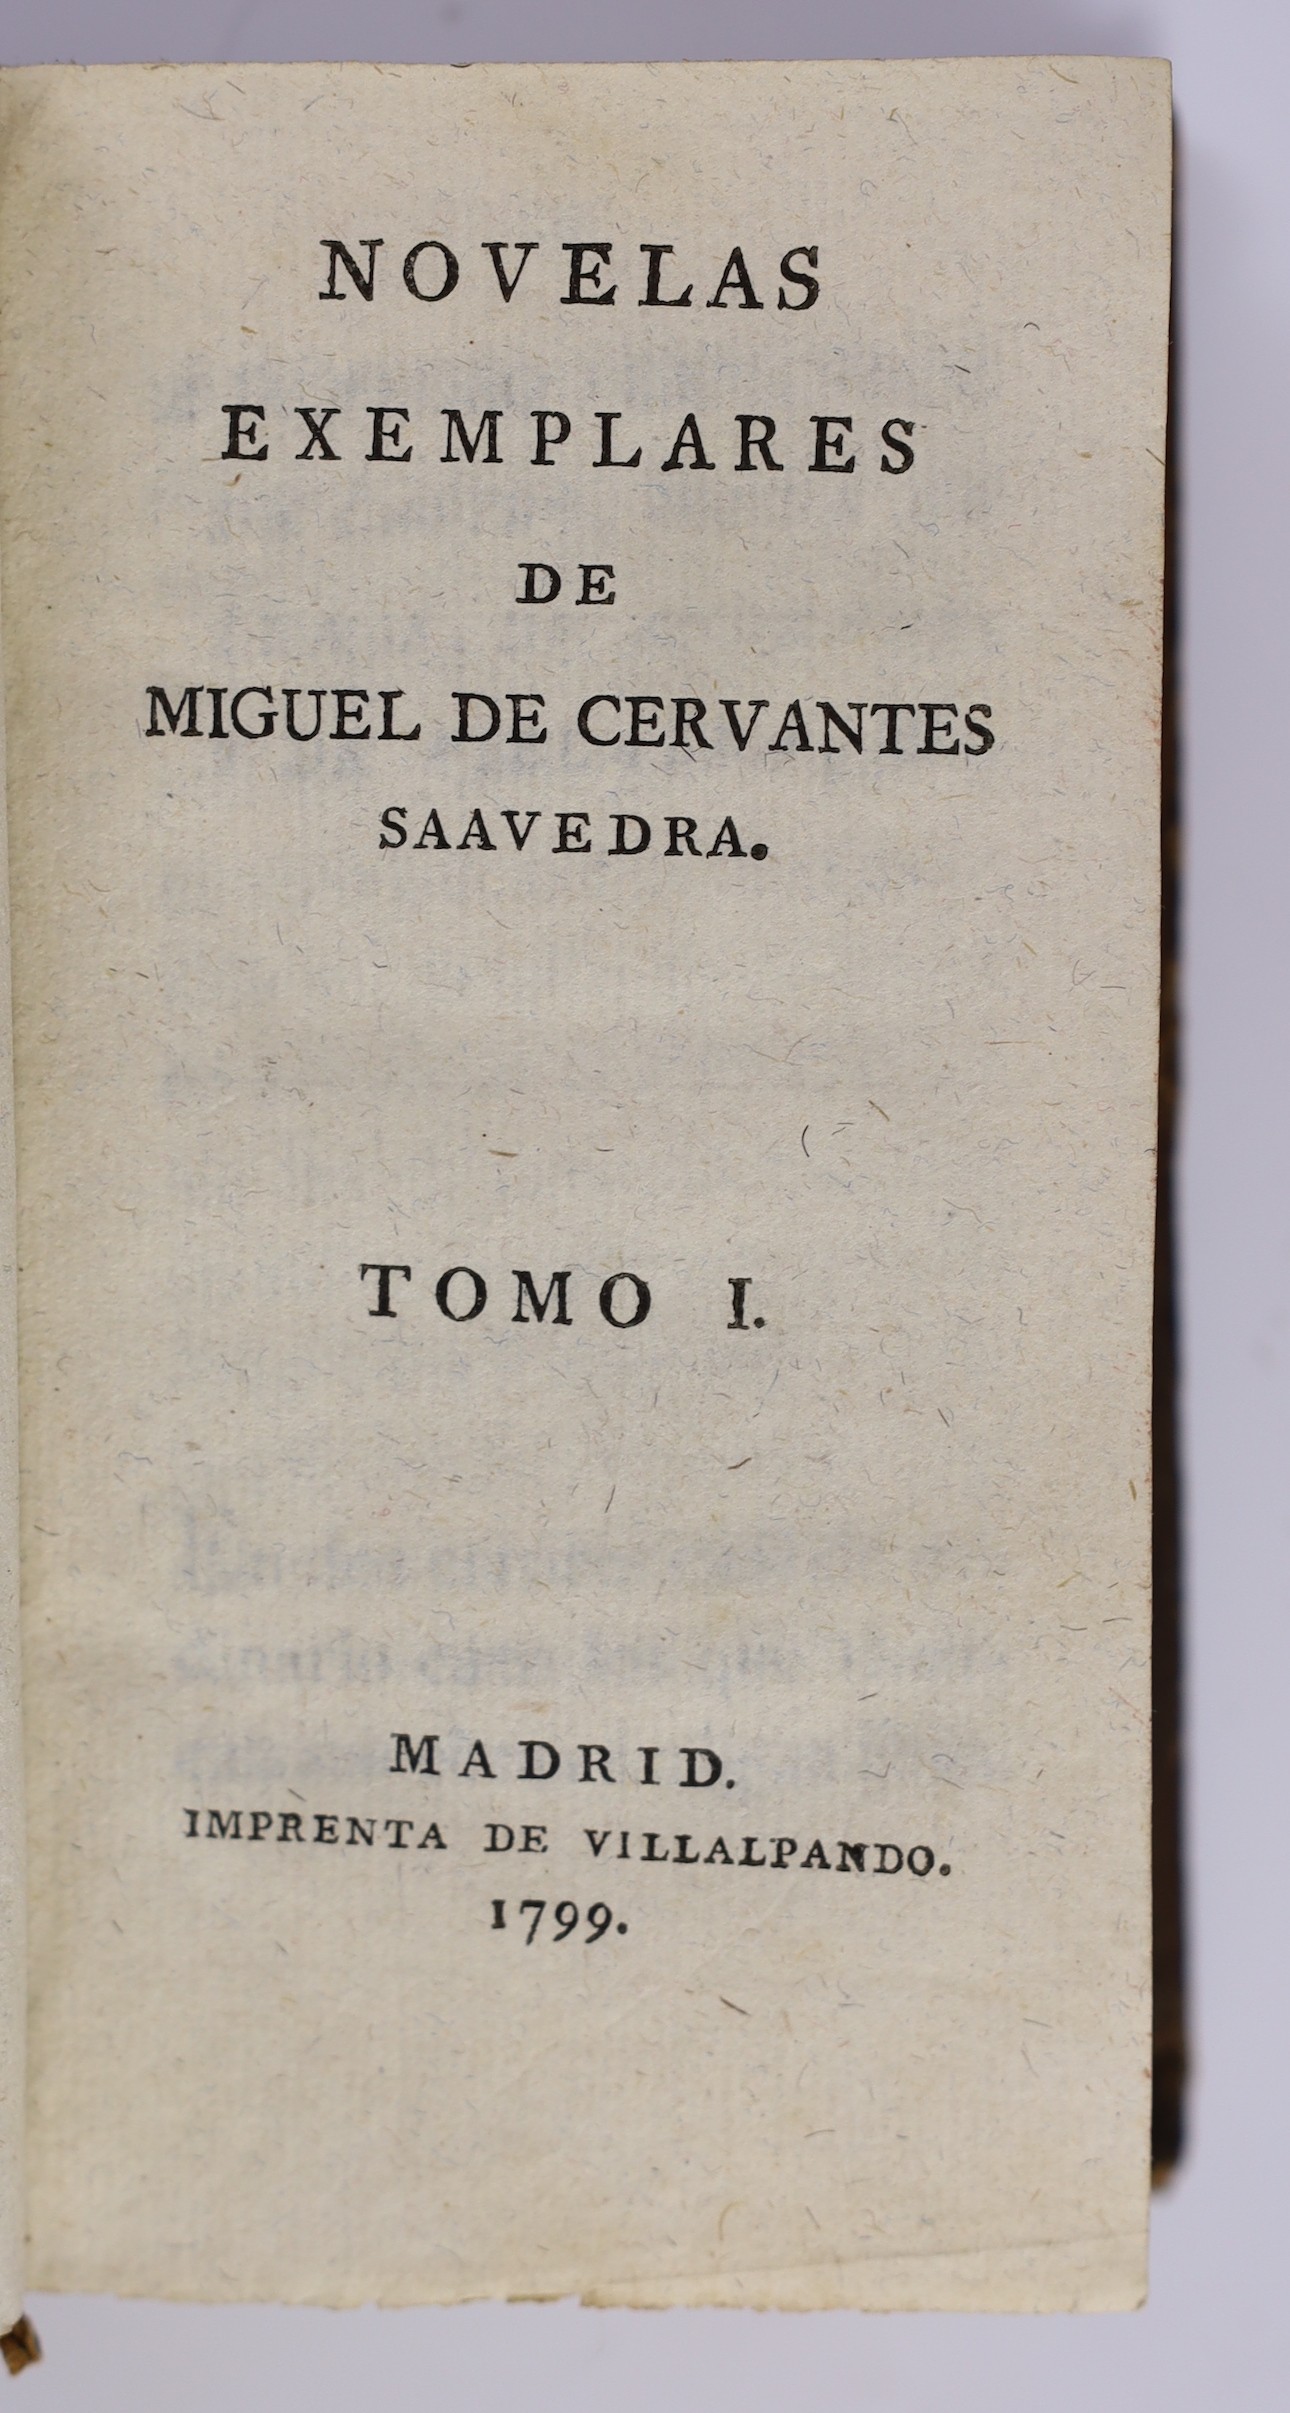 NOVELAS
EXEMPLARES
DE
MIGUEL DE CERVANTES
SAAVEDRA.
TOMO I.
MADRID.
IMPRENTA DE VILLALPANDO.
1799.